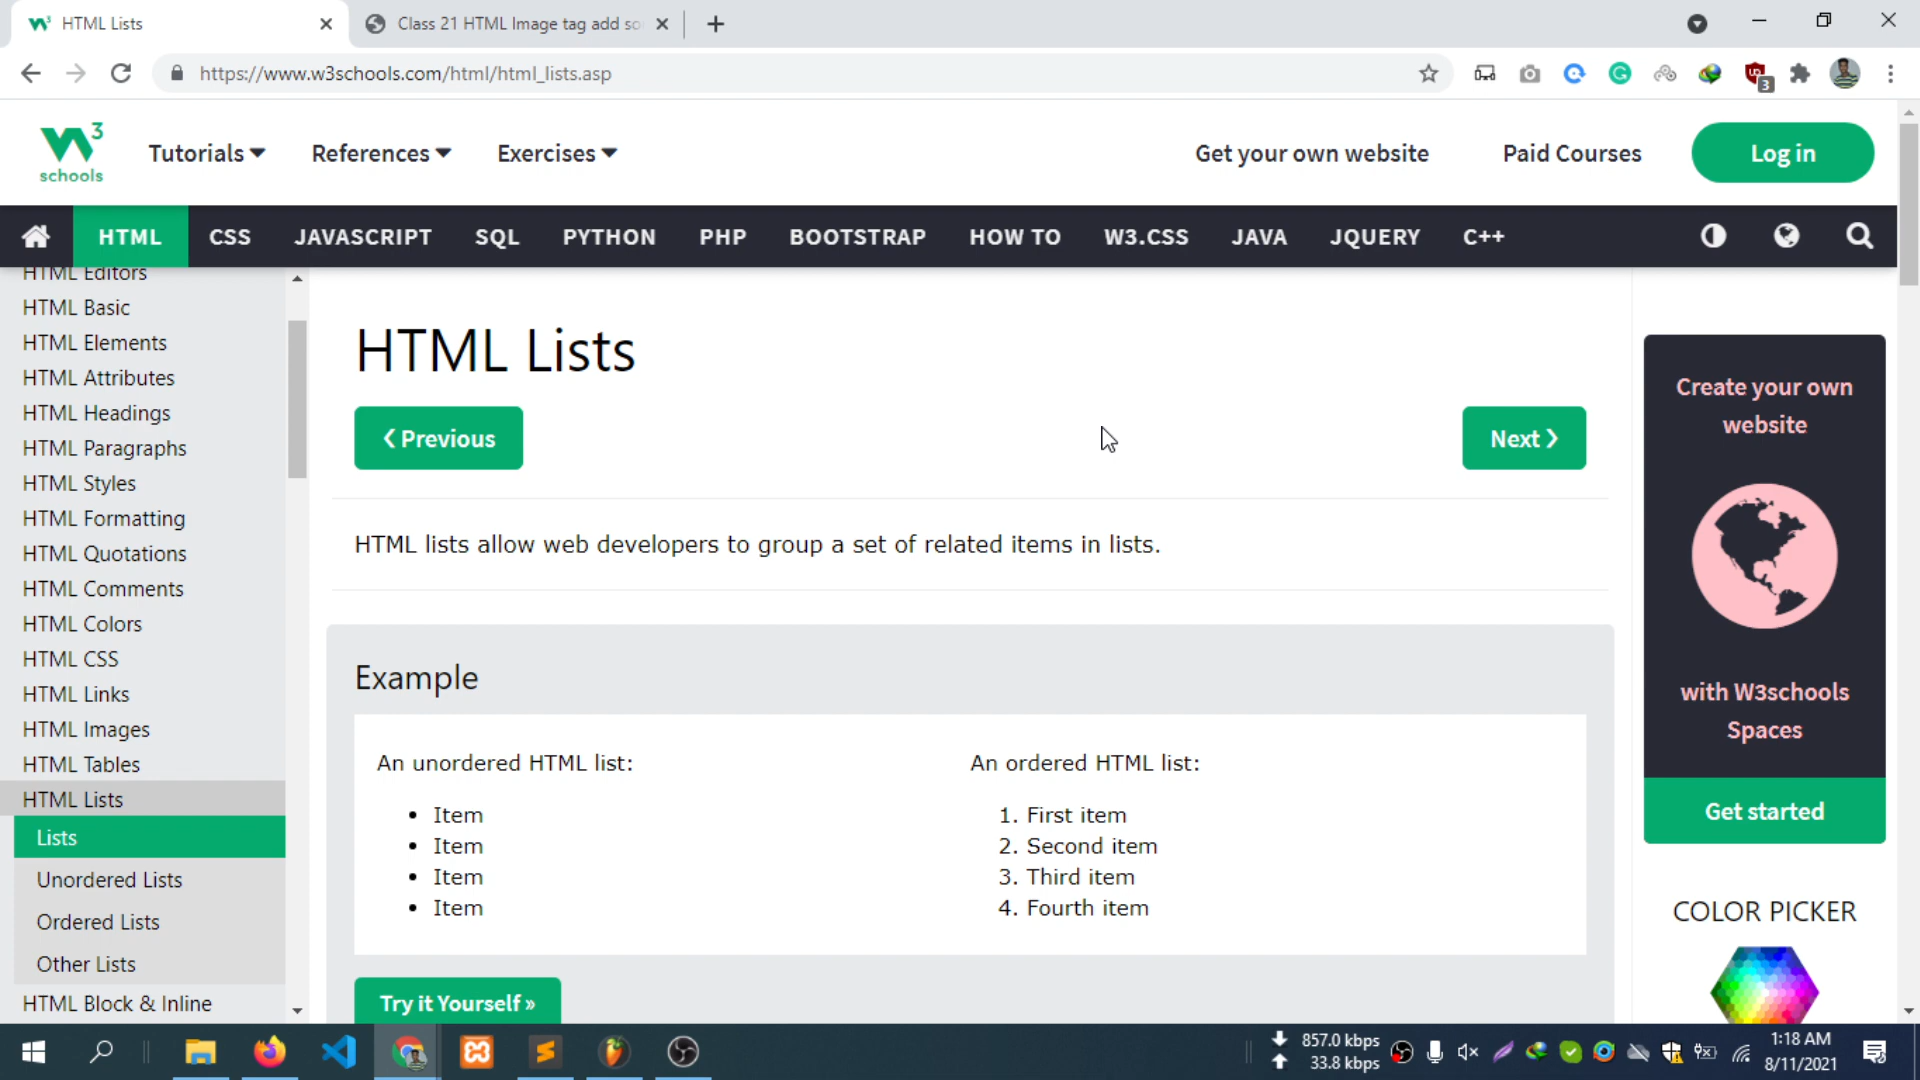 HTML Lists
Class 21 HTML Image tag add so
https://www.w3schools.com/html/html_lists.asp
3
3
schools
Tutorials
References
Exercises
Get your own website
Paid Courses
Log in
HTML
CSS
JAVASCRIPT
SQL
PYTHON
PHP
BOOTSTRAP
HOW TO
W3.CSS
JAVA
JQUERY
C++
HTML Editors
HTML Basic
HTML Elements
HTML Attributes
HTML Headings
HTML Paragraphs
HTML Styles
HTML Formatting
HTML Quotations
HTML Comments
HTML Colors
HTML CSS
HTML Links
HTML Images
HTML Tables
HTML Lists
Lists
Unordered Lists
Ordered Lists
Other Lists
HTML Block & Inline
HTML Lists
❮ Previous
Next ❯
HTML lists allow web developers to group a set of related items in lists.
Example
An unordered HTML list:
• Item
• Item
• Item
• Item
An ordered HTML list:
1. First item
2. Second item
3. Third item
4. Fourth item
Try it Yourself »
Create your own
website
with W3schools
Spaces
Get started
COLOR PICKER
857.0 kbps
33.8 kbps
1:18 AM
8/11/2021